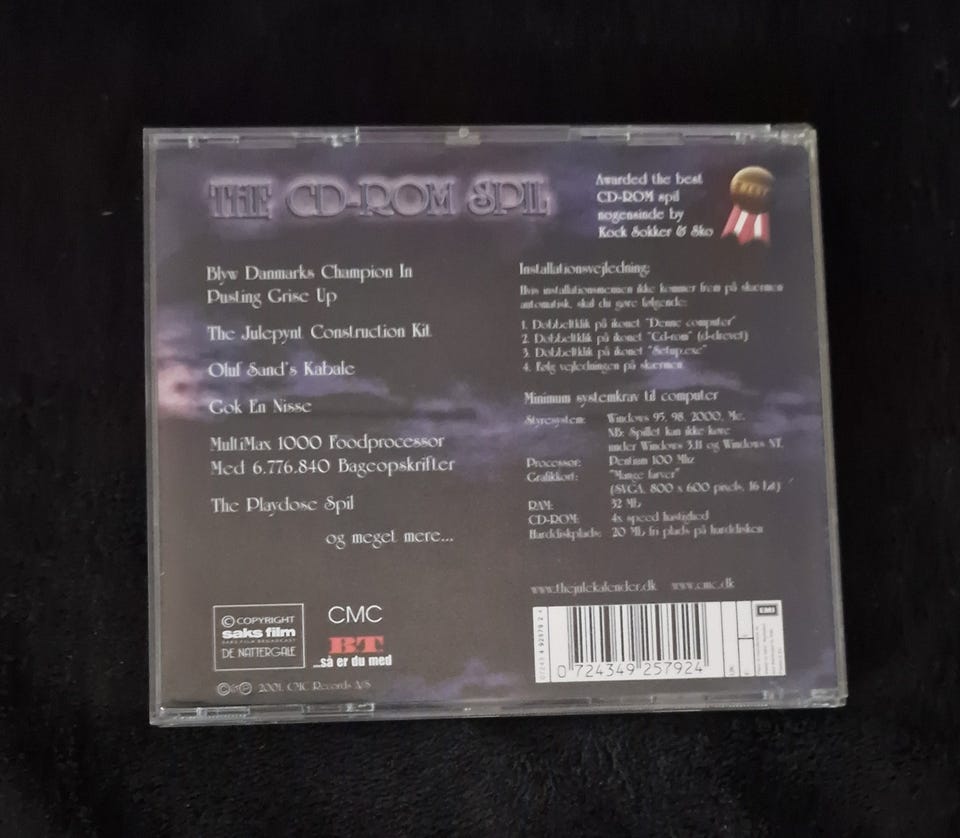 THE CD-ROM SPIL
Awarded the best
CD-ROM spil
nogensinde by
Kock Sokker & Sko
BEST
Blyw Danmarks Champion In
Pusting Grise Up
The Julepynt Construction Kit
Oluf Sand's Kabale
Gok En Nisse
MultiMax 1000 Foodprocessor
Med 6.776.840 Bageopskrifter
The Playdose Spil
og meget mere...
Installationsvejledning:
Hvis installationsmenuen ikke kommer frem på skærmen
automatisk, skal du gøre følgende:
1. Dobbeltklik på ikonet "Denne computer"
2. Dobbeltklik på ikonet "Cd-rom" (d-drevet)
3. Dobbeltklik på ikonet "Setup.exe"
4. Følg vejledningen på skærmen.
Minimum systemkrav til computer
Styresystem: Windows 95, 98, 2000, Me.
NB: Spillet kan ikke køre
under Windows 3.11 og Windows NT.
Processor: Pentium 100 Mhz
Grafikkort: "Mange farver"
(SVGA, 800 x 600 pixels, 16 bit)
RAM: 32 Mb
CD-ROM: 4x speed hastighed
Harddiskplads: 20 Mb fri plads på harddisken
www.thejulekalender.dk www.cmc.dk
© COPYRIGHT
saks film
SAKS FILM BROADCAST
DE NATTERGALE
CMC
BT
...så er du med
©℗ 2001. CMC Records A/S
0 724349 257924
EMI